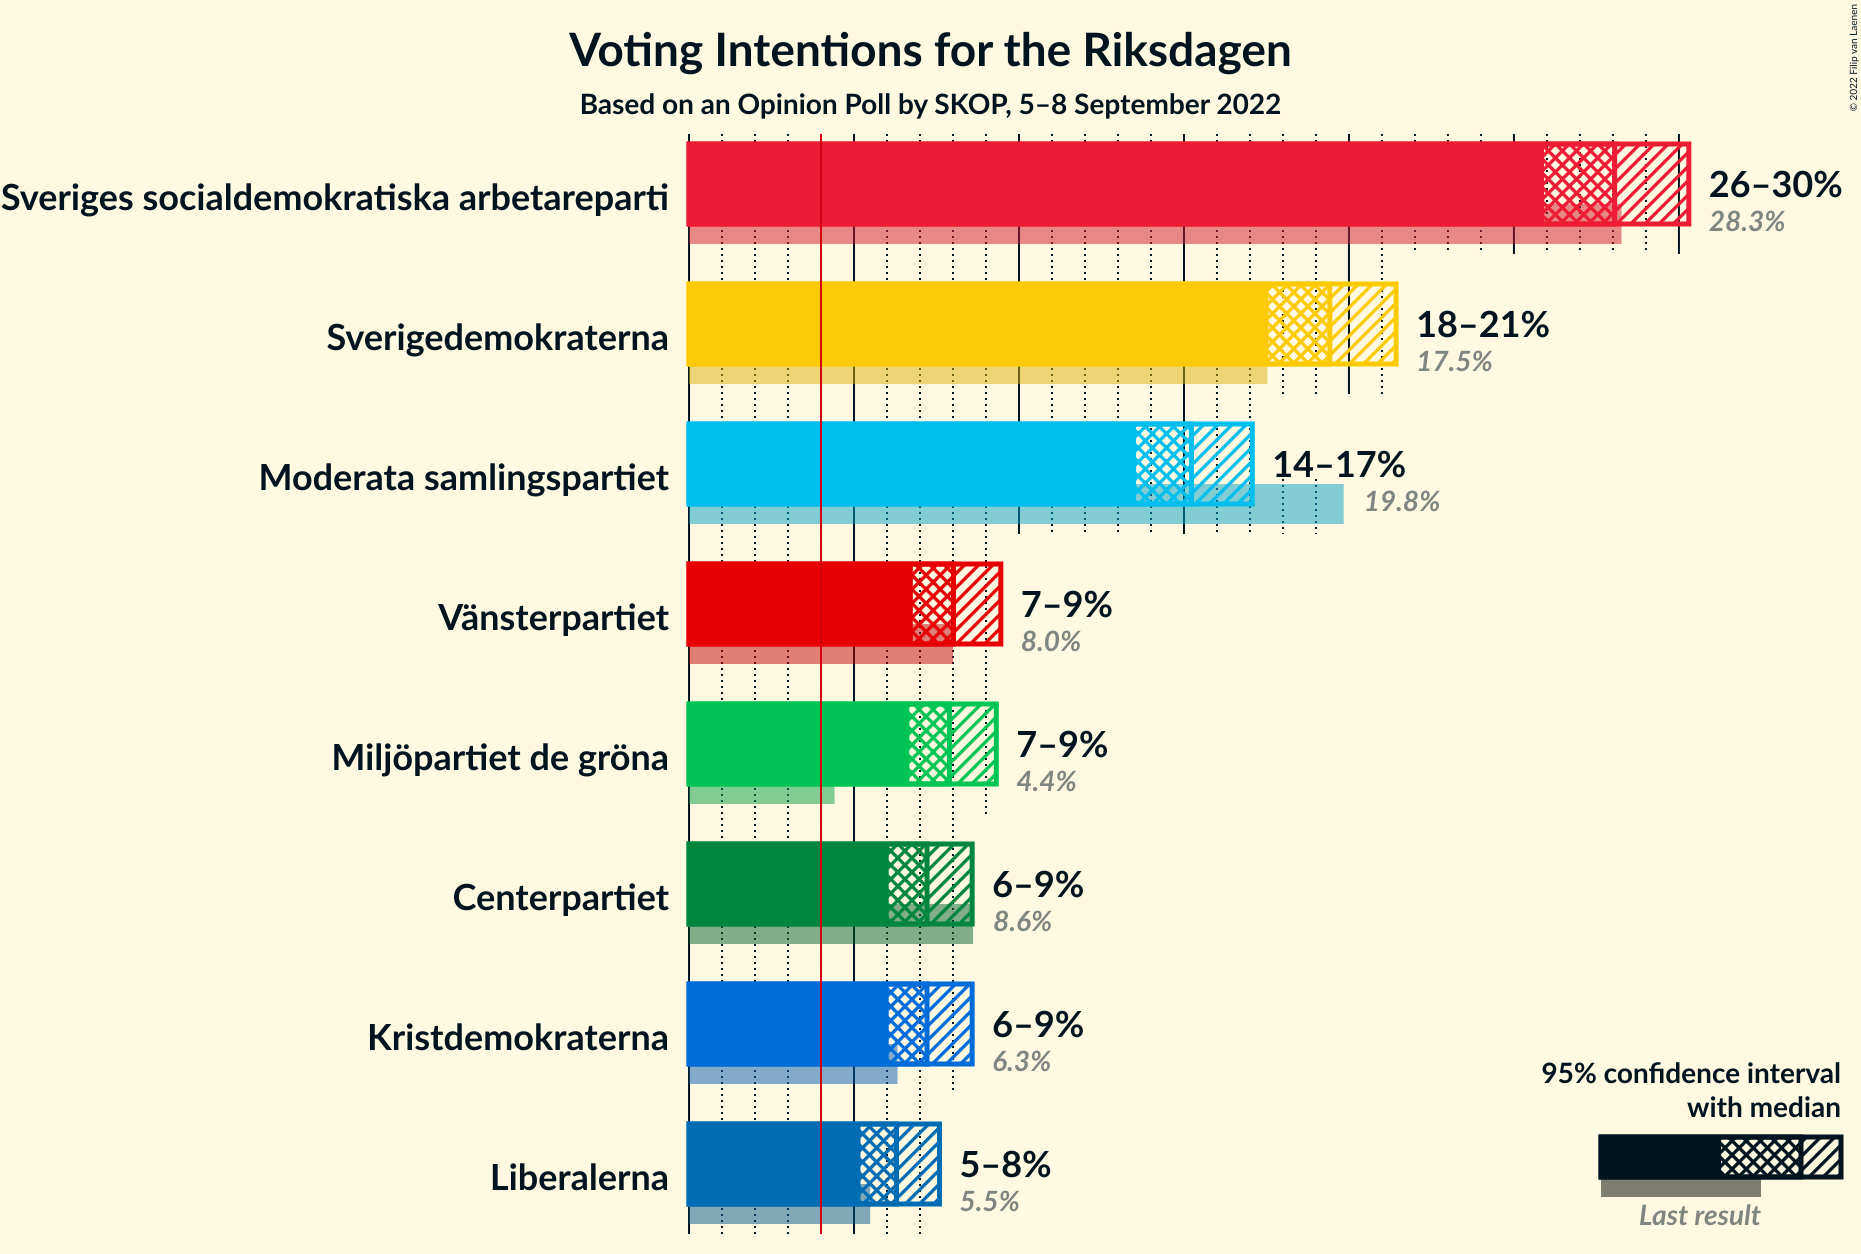 Voting Intentions for the Riksdagen
Based on an Opinion Poll by SKOP, 5–8 September 2022
© 2022 Filip van Laenen
Sveriges socialdemokratiska arbetareparti
26–30%
28.3%
Sverigedemokraterna
18–21%
17.5%
Moderata samlingspartiet
14–17%
19.8%
Vänsterpartiet
7–9%
8.0%
Miljöpartiet de gröna
7–9%
4.4%
Centerpartiet
6–9%
8.6%
Kristdemokraterna
6–9%
6.3%
Liberalerna
5–8%
5.5%
95% confidence interval
with median
Last result